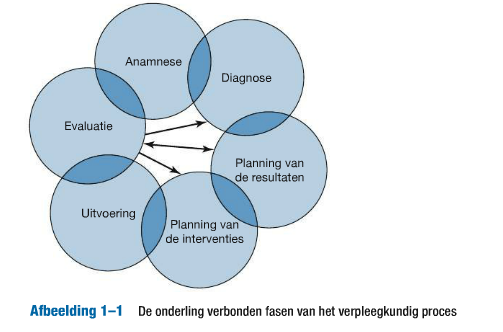 Anamnese
Diagnose
Evaluatie
Planning van
de resultaten
Uitvoering
Planning van
de interventies
Afbeelding 1–1 De onderling verbonden fasen van het verpleegkundig proces